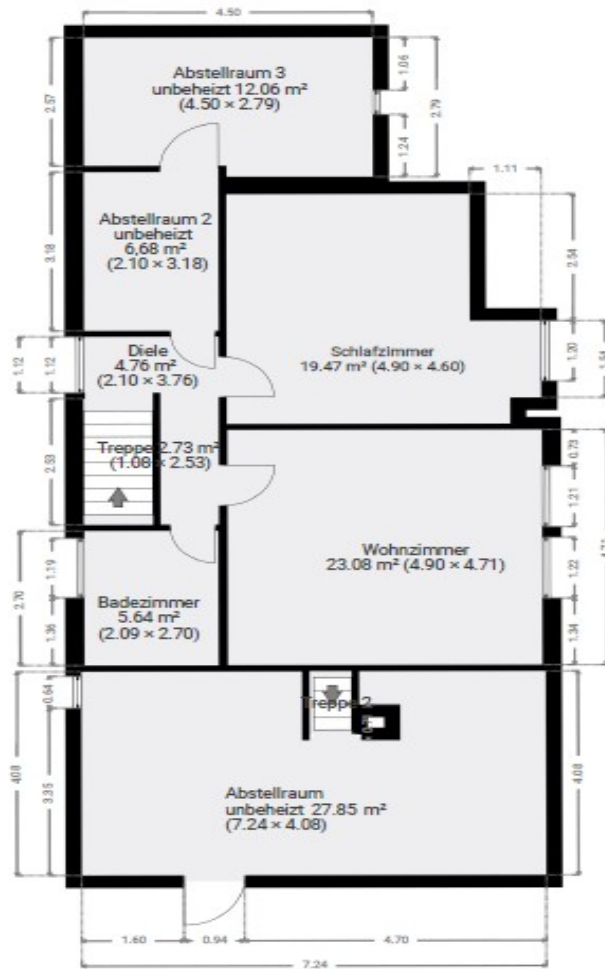 4.50
Abstellraum 3
unbeheizt 12.06 m²
(4.50 × 2.79)
2.57
1.06
2.79
1.24
1.11
Abstellraum 2
unbeheizt
6,68 m²
(2.10 × 3.18)
3.18
2.54
Diele
4.76 m²
(2.10 × 3.76)
1.12
1.12
Schlafzimmer
19.47 m² (4.90 × 4.60)
1.20
1.54
Treppe 2.73 m²
(1.08 × 2.53)
2.53
0.73
1.21
Wohnzimmer
23.08 m² (4.90 × 4.71)
1.22
1.34
Badezimmer
5.64 m²
(2.09 × 2.70)
2.70
1.19
1.36
Treppe 2
0.64
4.08
3.35
4.08
Abstellraum
unbeheizt 27.85 m²
(7.24 × 4.08)
1.60
0.94
4.70
7.24